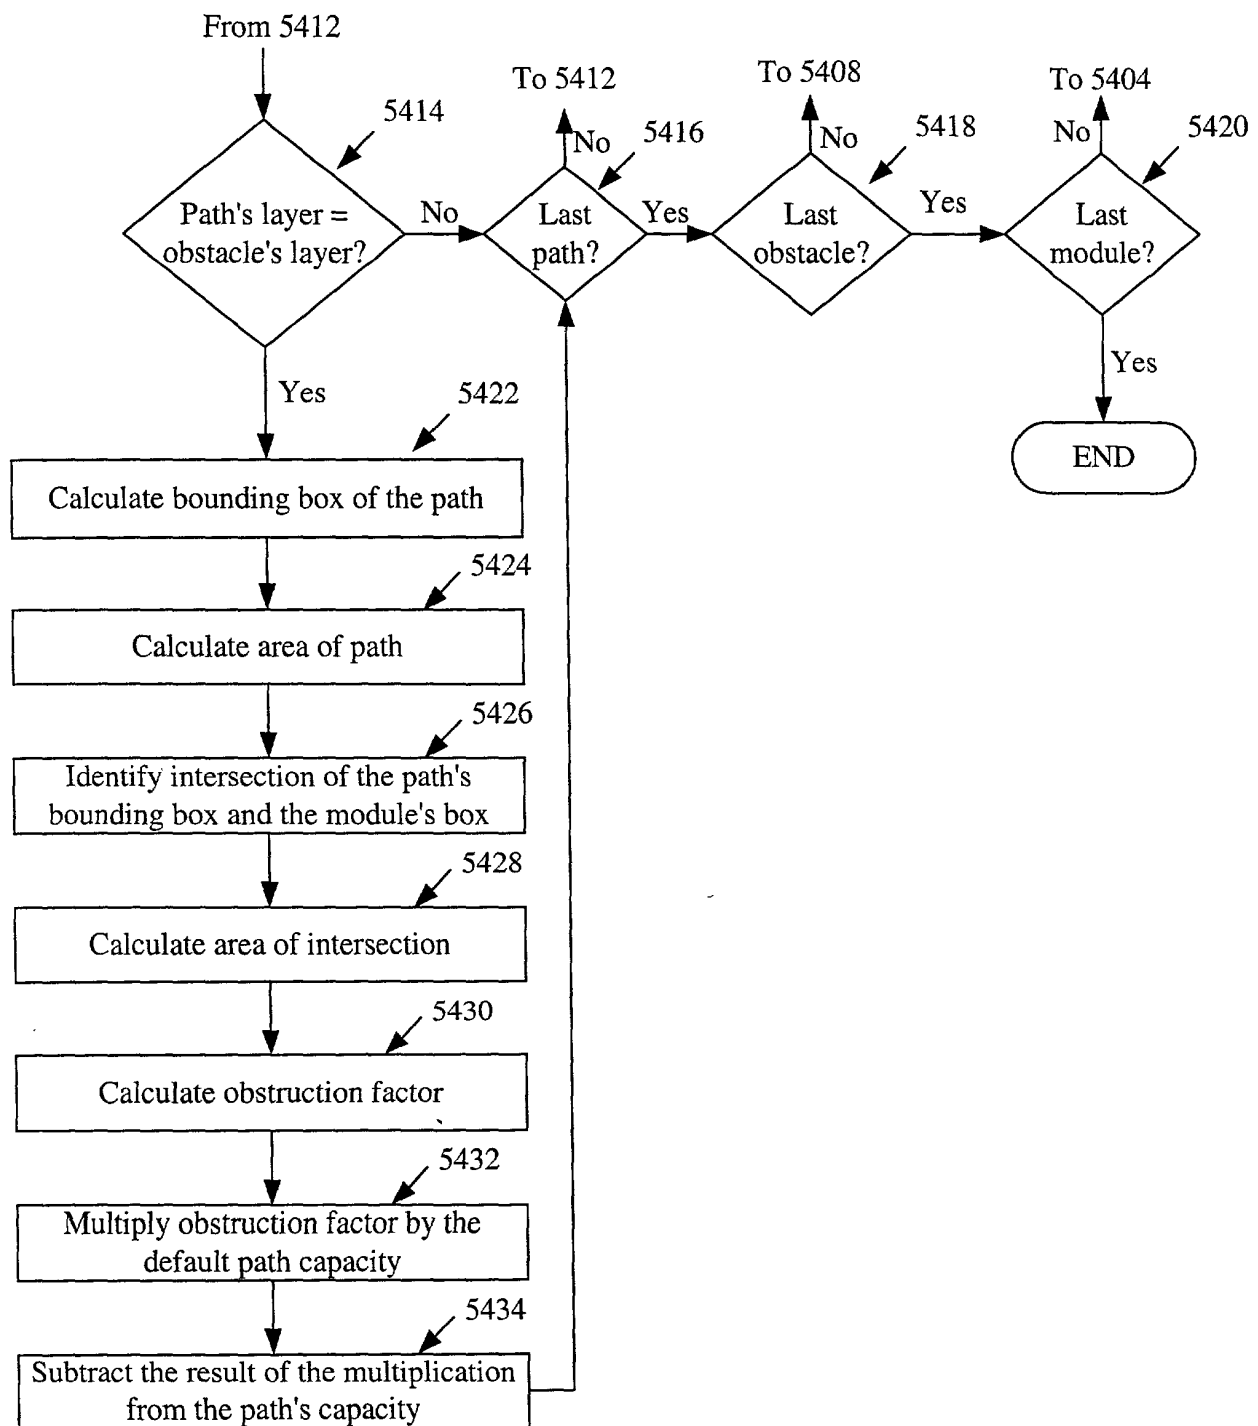 From 5412
To 5412
To 5408
To 5404
5414
5416
5418
5420
No
No
No
Path's layer =
obstacle's layer?
No
Last
path?
Yes
Last
obstacle?
Yes
Last
module?
Yes
Yes
END
5422
Calculate bounding box of the path
5424
Calculate area of path
5426
Identify intersection of the path's
bounding box and the module's box
5428
Calculate area of intersection
5430
Calculate obstruction factor
5432
Multiply obstruction factor by the
default path capacity
5434
Subtract the result of the multiplication
from the path's capacity